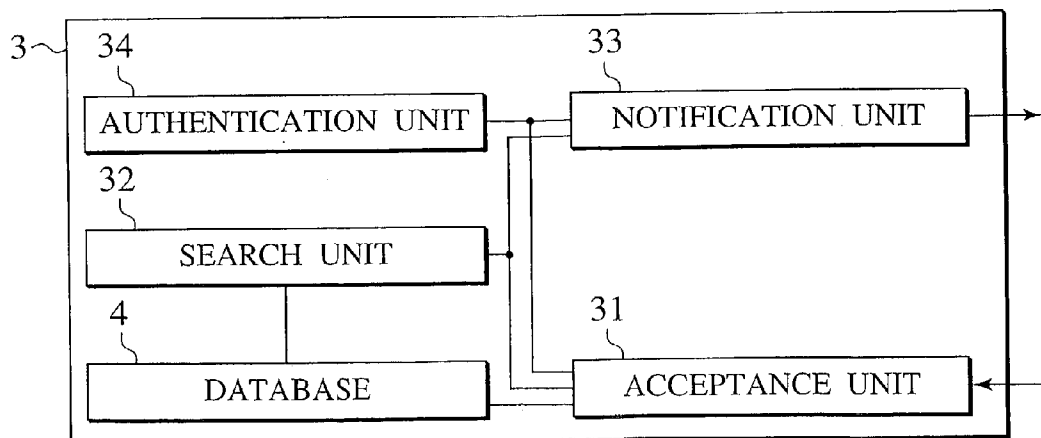 3
34
33
AUTHENTICATION UNIT
NOTIFICATION UNIT
32
SEARCH UNIT
4
31
DATABASE
ACCEPTANCE UNIT